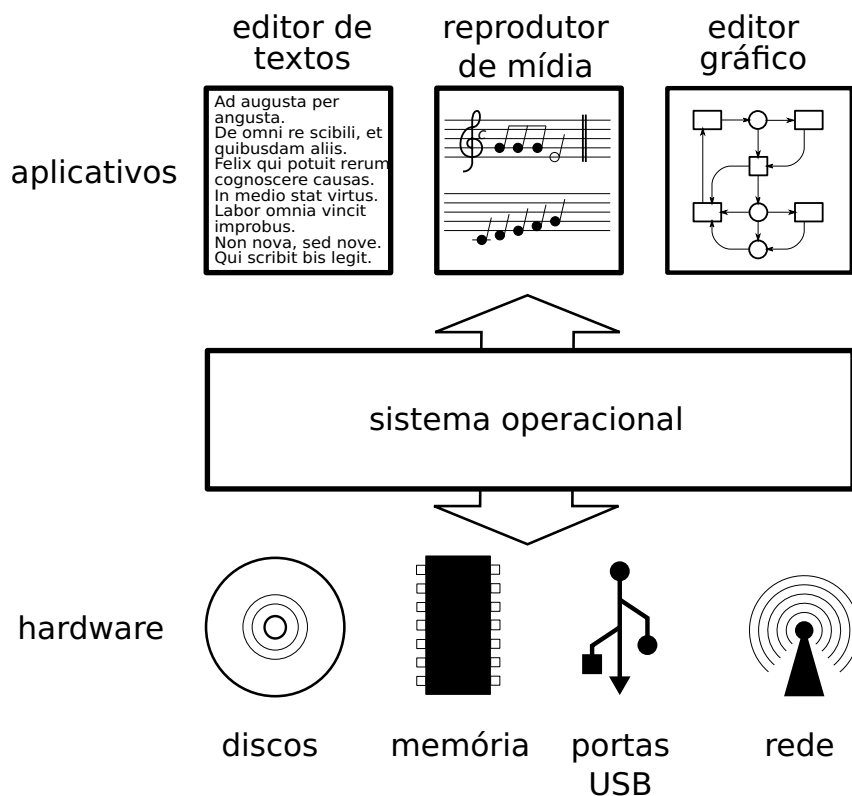 editor de
textos
reprodutor
de mídia
editor
gráfico
aplicativos
Ad augusta per
angusta.
De omni re scibili, et
quibusdam aliis.
Felix qui potuit rerum
cognoscere causas.
In medio stat virtus.
Labor omnia vincit
improbus.
Non nova, sed nove.
Qui scribit bis legit.
sistema operacional
hardware
discos
memória
portas
USB
rede